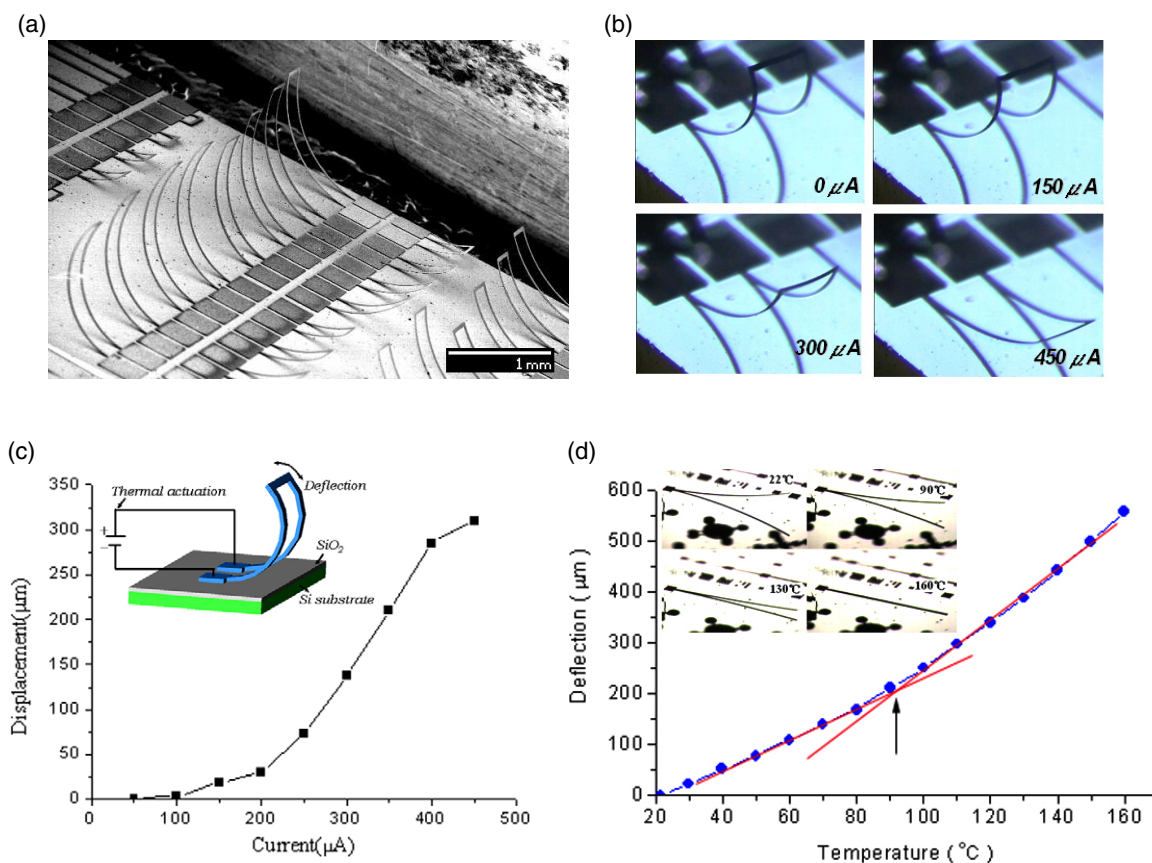 (a)
1 mm
(b)
0 μA
150 μA
300 μA
450 μA
(c)
Displacement(μm)
350
300
250
200
150
100
50
0
0
100
200
300
400
500
Current(μA)
Thermal actuation
Deflection
+
−
SiO2
Si substrate
(d)
Deflection ( μm)
600
500
400
300
200
100
0
20
40
60
80
100
120
140
160
Temperature ( °C)
22℃
90℃
130℃
160℃